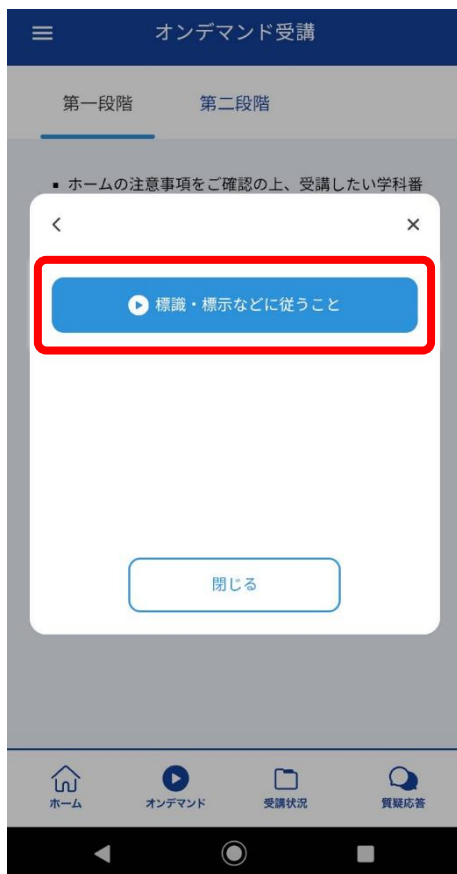 オンデマンド受講
第一段階 第二段階
▪ ホームの注意事項をご確認の上、受講したい学科番
標識・標示などに従うこと
閉じる
ホーム オンデマンド 受講状況 質疑応答